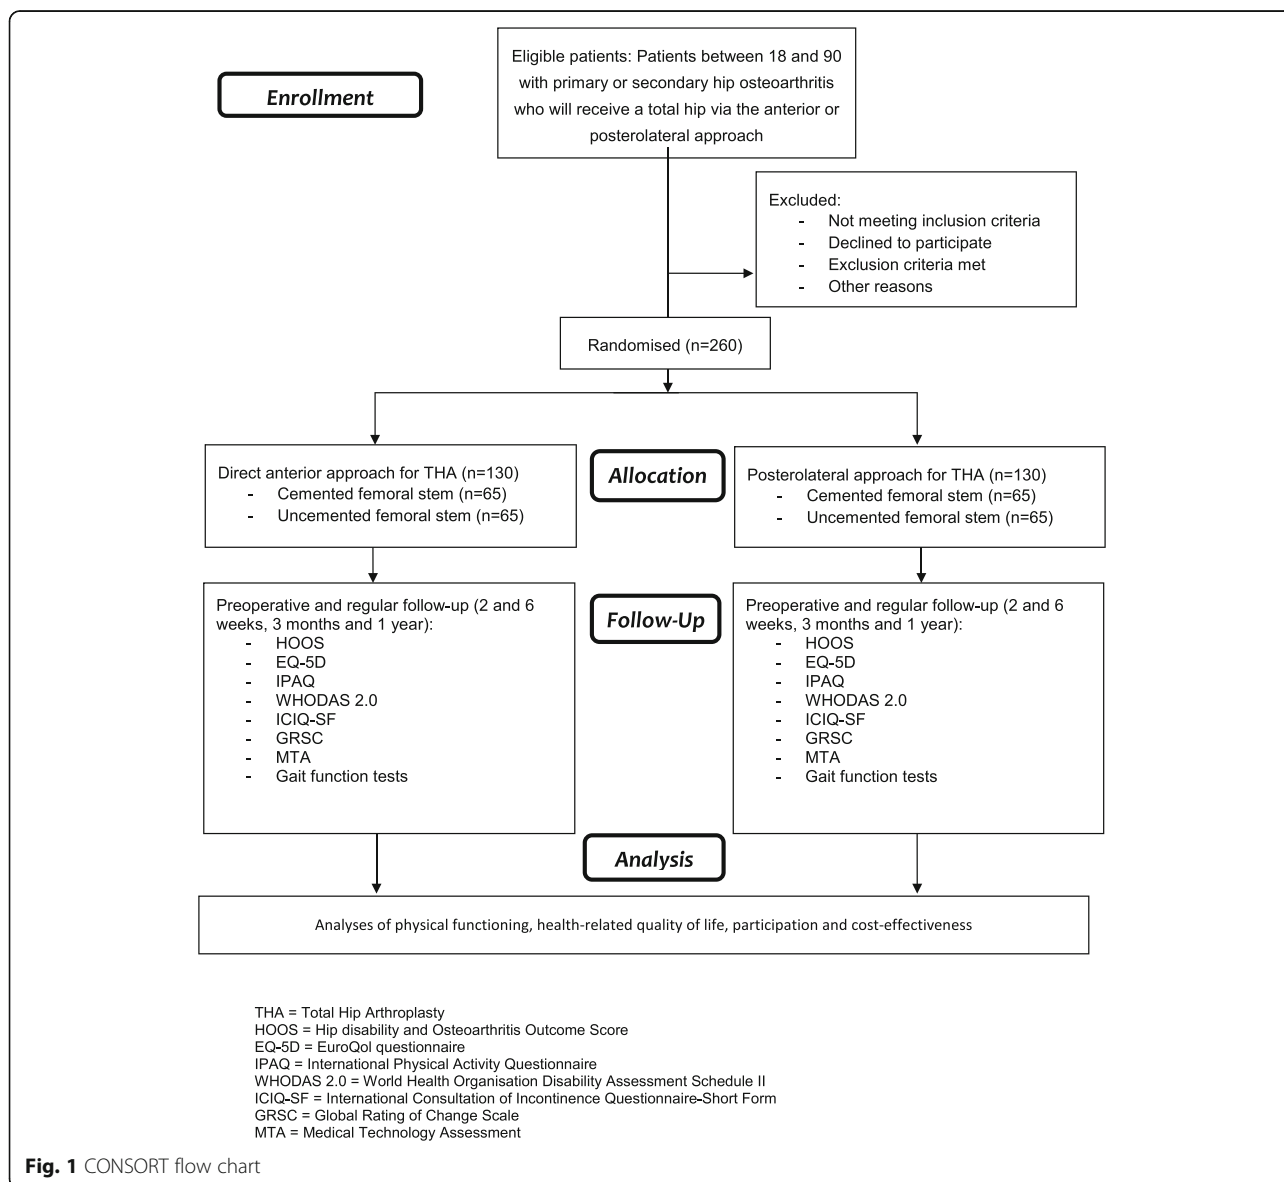 Enrollment
Eligible patients: Patients between 18 and 90
with primary or secondary hip osteoarthritis
who will receive a total hip via the anterior or
posterolateral approach
Excluded:
- Not meeting inclusion criteria
- Declined to participate
- Exclusion criteria met
- Other reasons
Randomised (n=260)
Direct anterior approach for THA (n=130)
- Cemented femoral stem (n=65)
- Uncemented femoral stem (n=65)
Allocation
Posterolateral approach for THA (n=130)
- Cemented femoral stem (n=65)
- Uncemented femoral stem (n=65)
Preoperative and regular follow-up (2 and 6
weeks, 3 months and 1 year):
- HOOS
- EQ-5D
- IPAQ
- WHODAS 2.0
- ICIQ-SF
- GRSC
- MTA
- Gait function tests
Follow-Up
Preoperative and regular follow-up (2 and 6
weeks, 3 months and 1 year):
- HOOS
- EQ-5D
- IPAQ
- WHODAS 2.0
- ICIQ-SF
- GRSC
- MTA
- Gait function tests
Analysis
Analyses of physical functioning, health-related quality of life, participation and cost-effectiveness
THA = Total Hip Arthroplasty
HOOS = Hip disability and Osteoarthritis Outcome Score
EQ-5D = EuroQol questionnaire
IPAQ = International Physical Activity Questionnaire
WHODAS 2.0 = World Health Organisation Disability Assessment Schedule II
ICIQ-SF = International Consultation of Incontinence Questionnaire-Short Form
GRSC = Global Rating of Change Scale
MTA = Medical Technology Assessment
Fig. 1 CONSORT flow chart